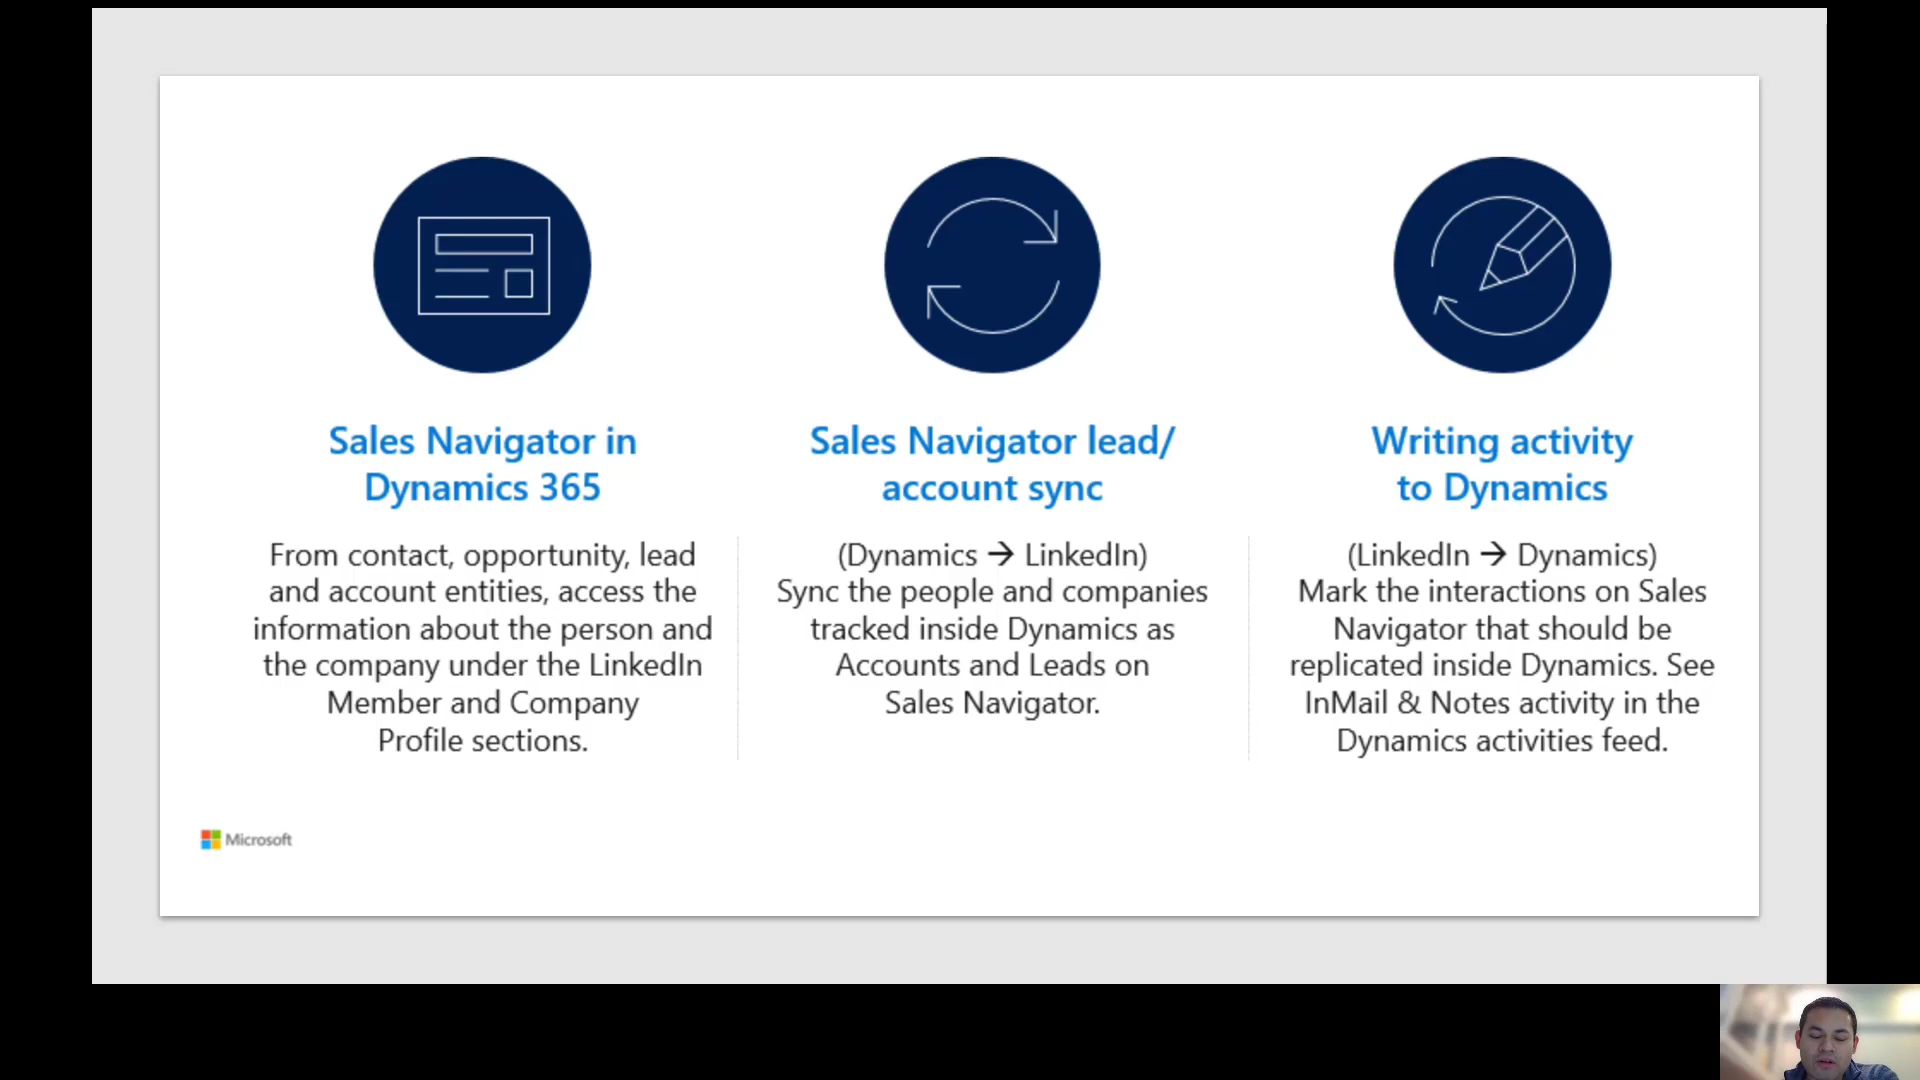 Sales Navigator in
Dynamics 365
From contact, opportunity, lead
and account entities, access the
information about the person and
the company under the LinkedIn
Member and Company
Profile sections.
Sales Navigator lead/
account sync
(Dynamics → LinkedIn)
Sync the people and companies
tracked inside Dynamics as
Accounts and Leads on
Sales Navigator.
Writing activity
to Dynamics
(LinkedIn → Dynamics)
Mark the interactions on Sales
Navigator that should be
replicated inside Dynamics. See
InMail & Notes activity in the
Dynamics activities feed.
Microsoft